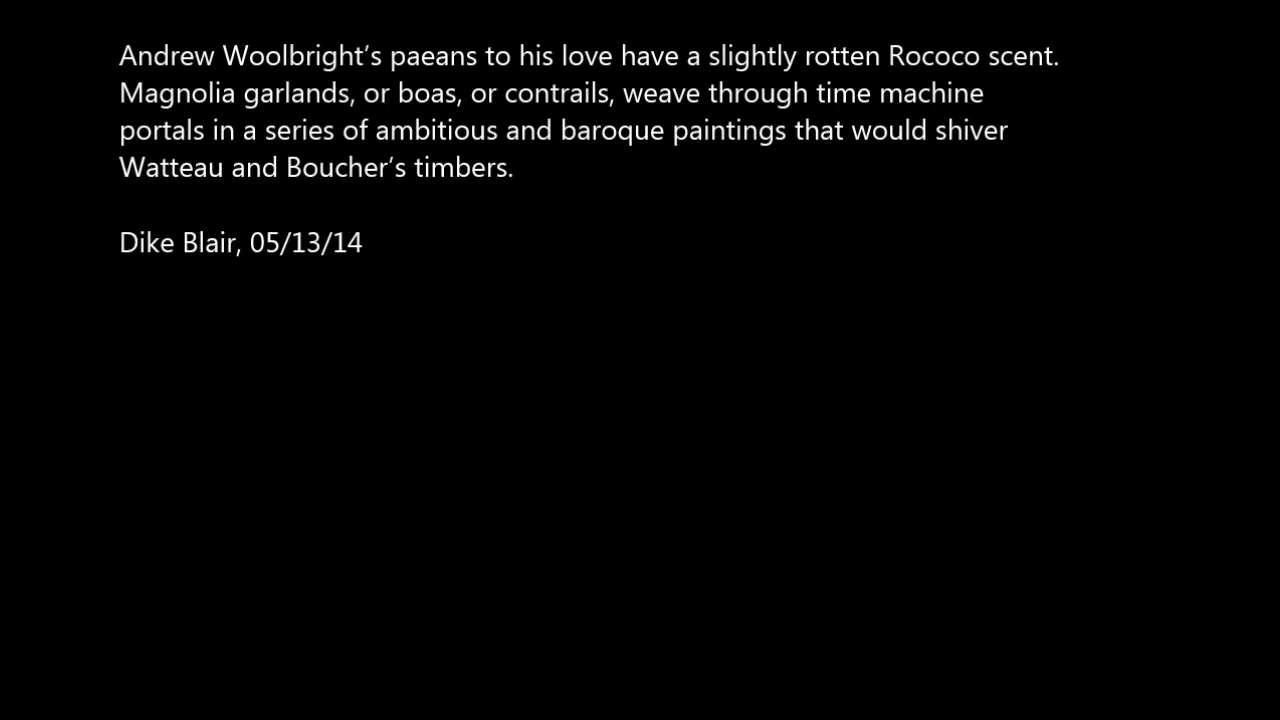 Andrew Woolbright’s paeans to his love have a slightly rotten Rococo scent.
Magnolia garlands, or boas, or contrails, weave through time machine
portals in a series of ambitious and baroque paintings that would shiver
Watteau and Boucher’s timbers.
Dike Blair, 05/13/14